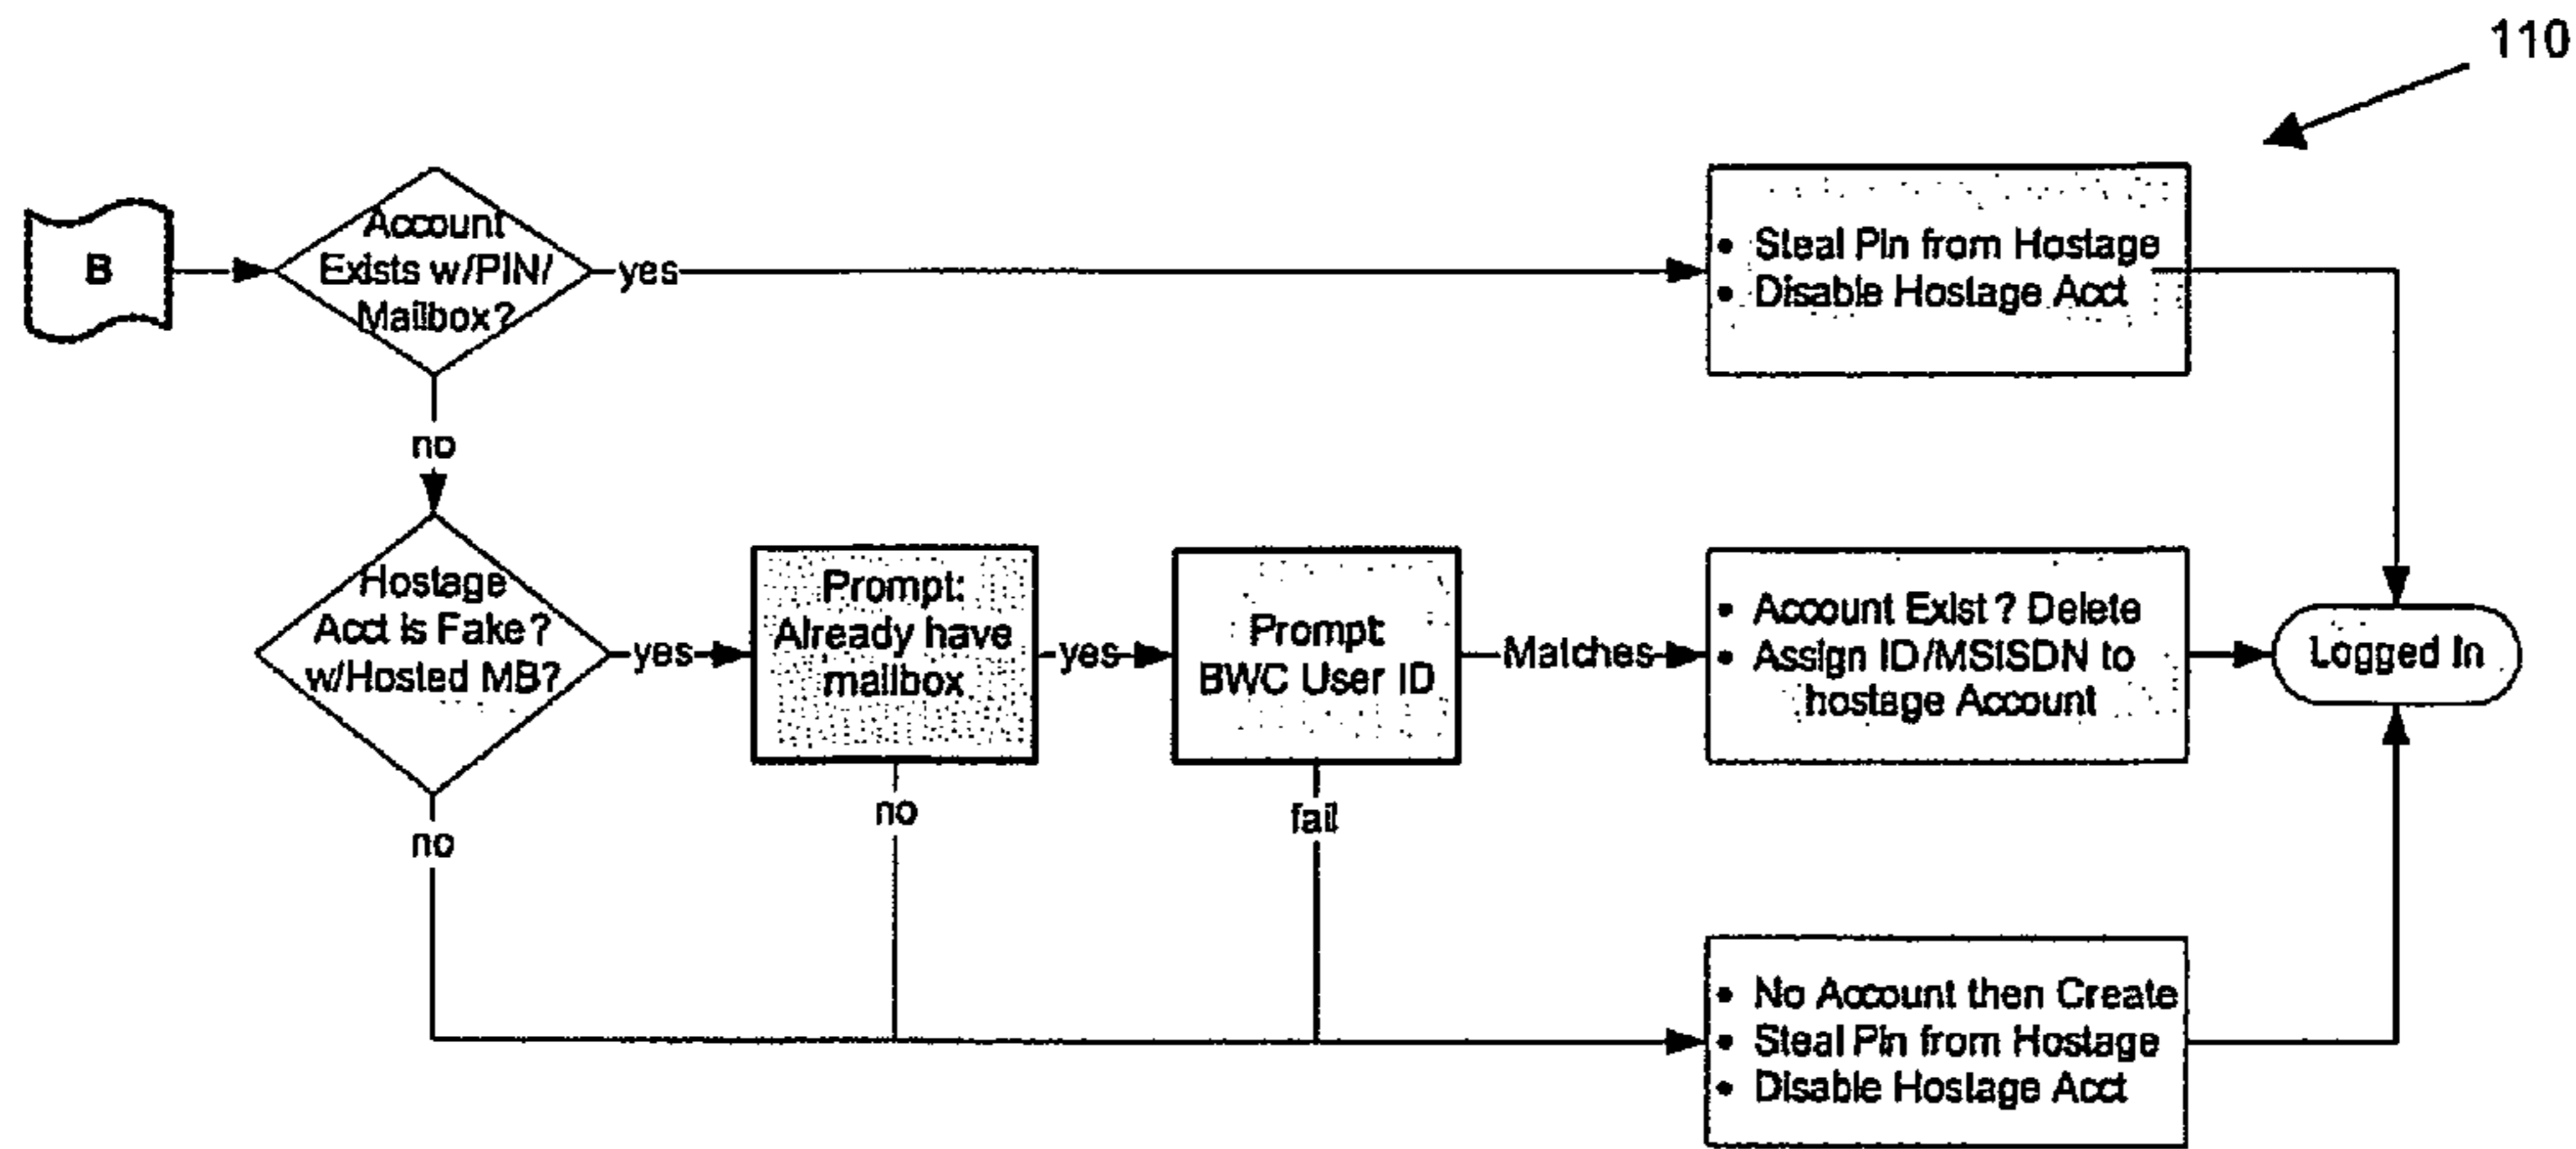 110
B
Account
Exists w/PIN/
Mailbox?
yes
• Steal Pin from Hostage
• Disable Hostage Acct
no
Hostage
Acct is Fake?
w/Hosted MB?
yes
Prompt:
Already have
mailbox
yes
Prompt:
BWC User ID
Matches
• Account Exist ? Delete
• Assign ID/MSISDN to
hostage Account
Logged In
no
no
fail
• No Account then Create
• Steal Pin from Hostage
• Disable Hostage Acct